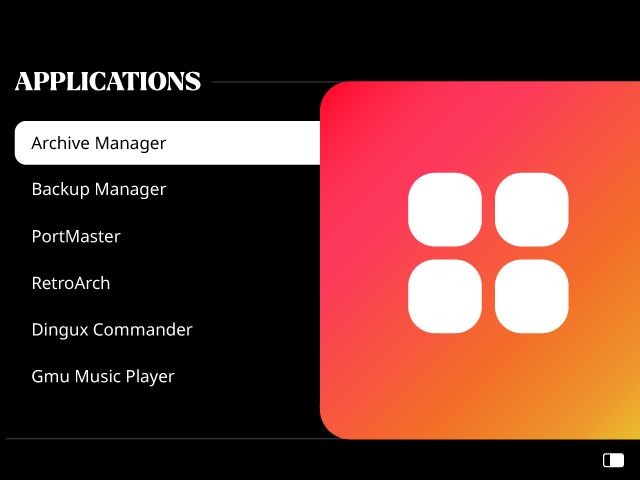 APPLICATIONS
Archive Manager
Backup Manager
PortMaster
RetroArch
Dingux Commander
Gmu Music Player